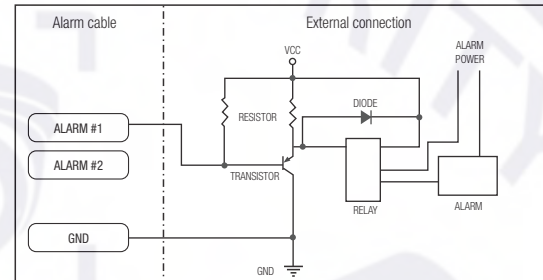 Alarm cable
External connection
VCC
ALARM
POWER
DIODE
RESISTOR
ALARM #1
ALARM #2
TRANSISTOR
RELAY
ALARM
GND
GND